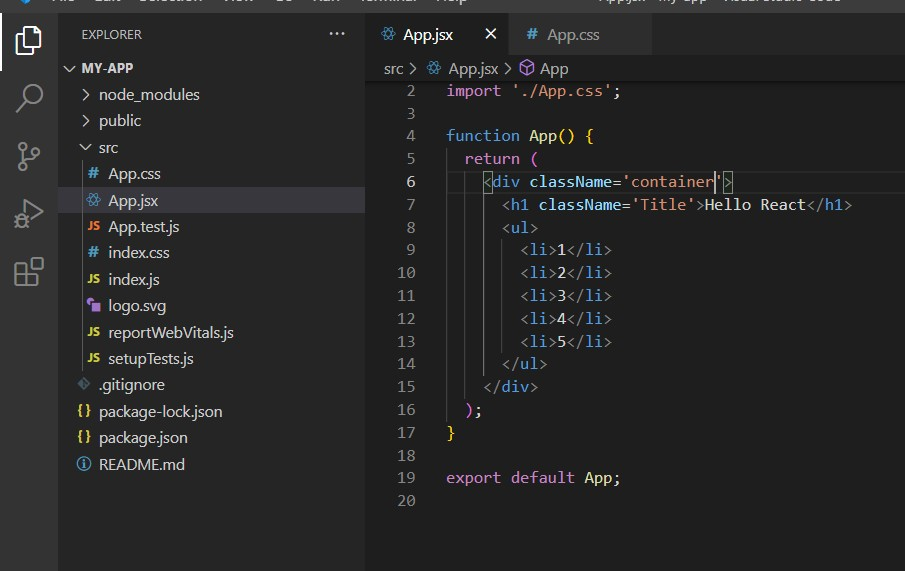 EXPLORER
MY-APP
node_modules
public
src
# App.css
App.jsx
JS App.test.js
# index.css
JS index.js
logo.svg
JS reportWebVitals.js
JS setupTests.js
.gitignore
{} package-lock.json
{} package.json
README.md
App.jsx
# App.css
src > App.jsx > App
2 import './App.css';
3
4 function App() {
5 return (
6 <div className='container'>
7 <h1 className='Title'>Hello React</h1>
8 <ul>
9 <li>1</li>
10 <li>2</li>
11 <li>3</li>
12 <li>4</li>
13 <li>5</li>
14 </ul>
15 </div>
16 );
17 }
18
19 export default App;
20